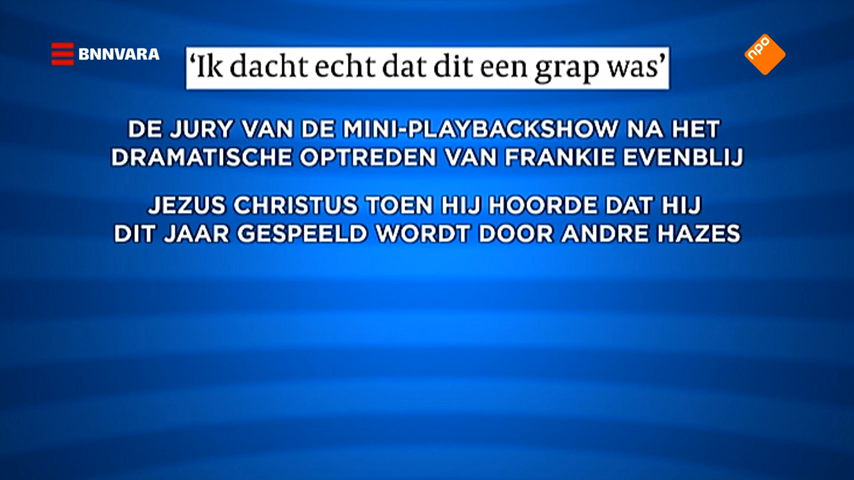 BNNVARA
npo
‘Ik dacht echt dat dit een grap was’
DE JURY VAN DE MINI-PLAYBACKSHOW NA HET
DRAMATISCHE OPTREDEN VAN FRANKIE EVENBLIJ
JEZUS CHRISTUS TOEN HIJ HOORDE DAT HIJ
DIT JAAR GESPEELD WORDT DOOR ANDRE HAZES